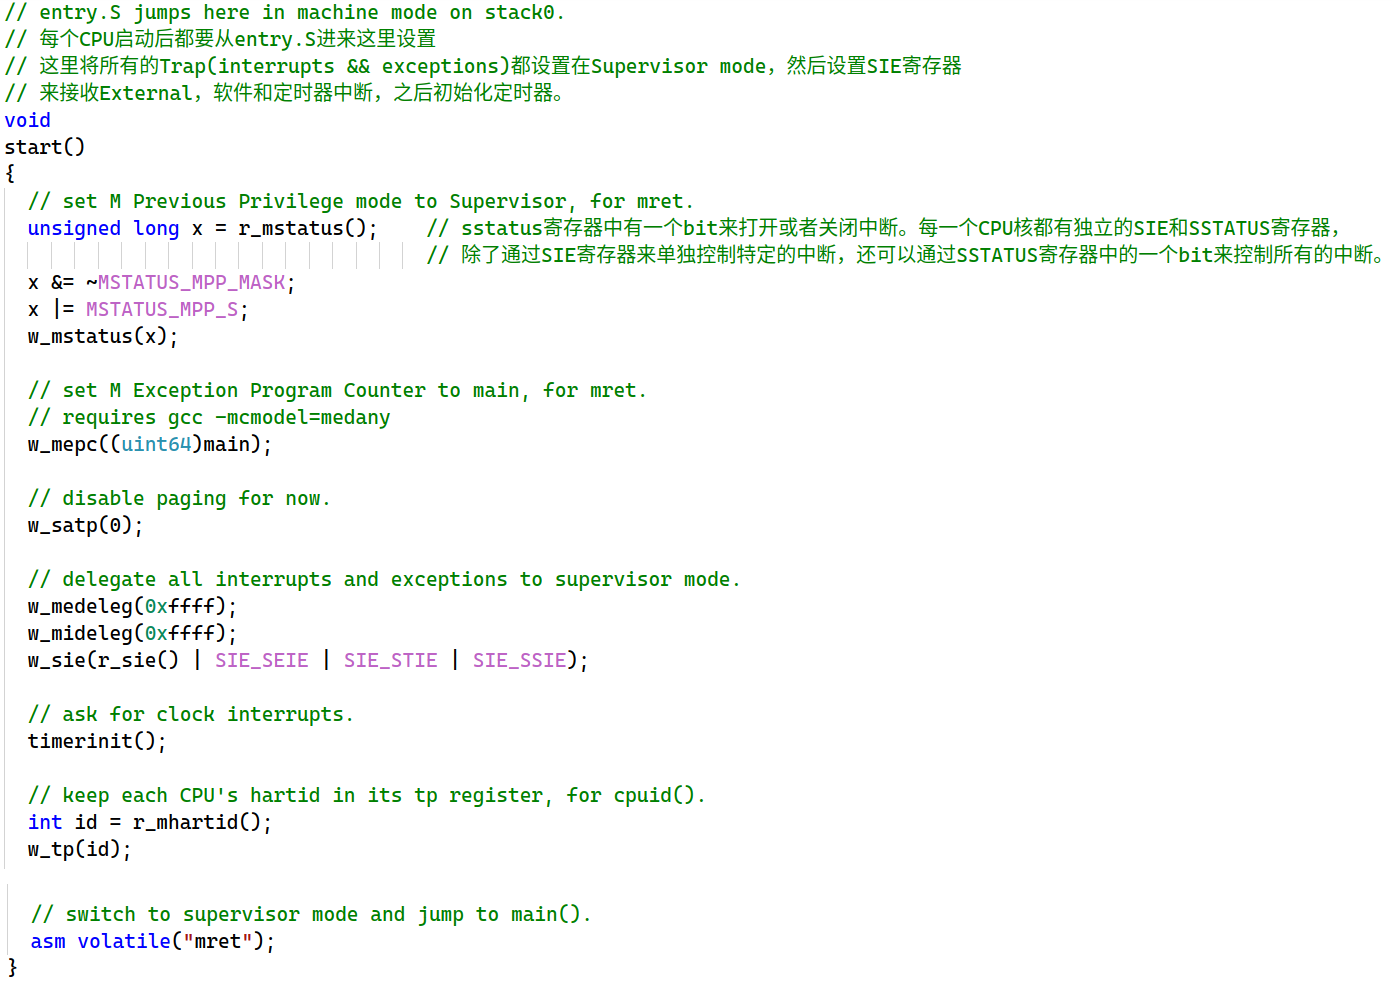 // entry.S jumps here in machine mode on stack0.
// 每个CPU启动后都要从entry.S进来这里设置
// 这里将所有的Trap(interrupts && exceptions)都设置在Supervisor mode，然后设置SIE寄存器
// 来接收External，软件和定时器中断，之后初始化定时器。
void
start()
{
  // set M Previous Privilege mode to Supervisor, for mret.
  unsigned long x = r_mstatus();    // sstatus寄存器中有一个bit来打开或者关闭中断。每一个CPU核都有独立的SIE和SSTATUS寄存器，
                                    // 除了通过SIE寄存器来单独控制特定的中断，还可以通过SSTATUS寄存器中的一个bit来控制所有的中断。
  x &= ~MSTATUS_MPP_MASK;
  x |= MSTATUS_MPP_S;
  w_mstatus(x);

  // set M Exception Program Counter to main, for mret.
  // requires gcc -mcmodel=medany
  w_mepc((uint64)main);

  // disable paging for now.
  w_satp(0);

  // delegate all interrupts and exceptions to supervisor mode.
  w_medeleg(0xffff);
  w_mideleg(0xffff);
  w_sie(r_sie() | SIE_SEIE | SIE_STIE | SIE_SSIE);

  // ask for clock interrupts.
  timerinit();

  // keep each CPU's hartid in its tp register, for cpuid().
  int id = r_mhartid();
  w_tp(id);

  // switch to supervisor mode and jump to main().
  asm volatile("mret");
}